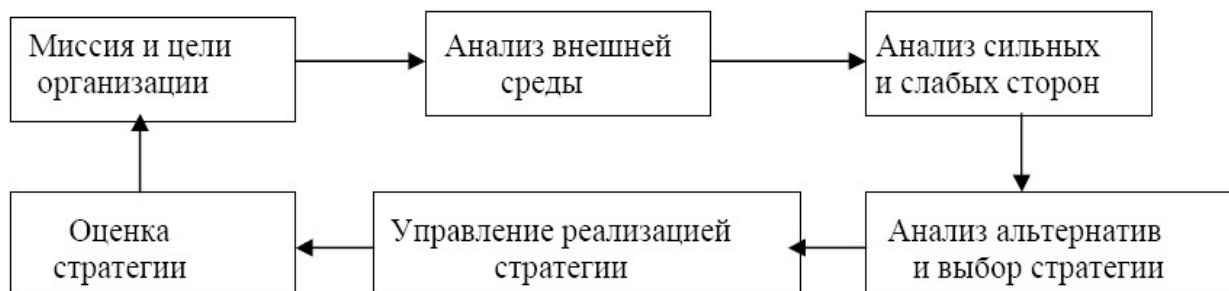 Миссия и цели
организации
Анализ внешней
среды
Анализ сильных
и слабых сторон
Оценка
стратегии
Управление реализацией
стратегии
Анализ альтернатив
и выбор стратегии